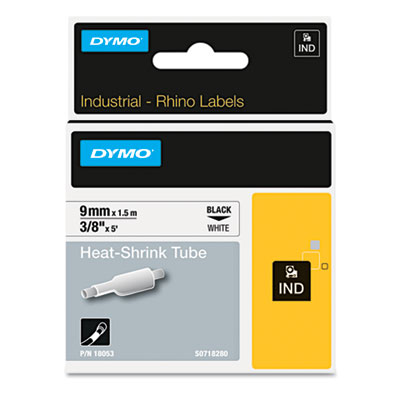 DYMO
IND
Industrial - Rhino Labels
DYMO
9mm x 1.5 m
3/8" x 5'
BLACK
WHITE
Heat-Shrink Tube
IND
P/N 18053
S0718280